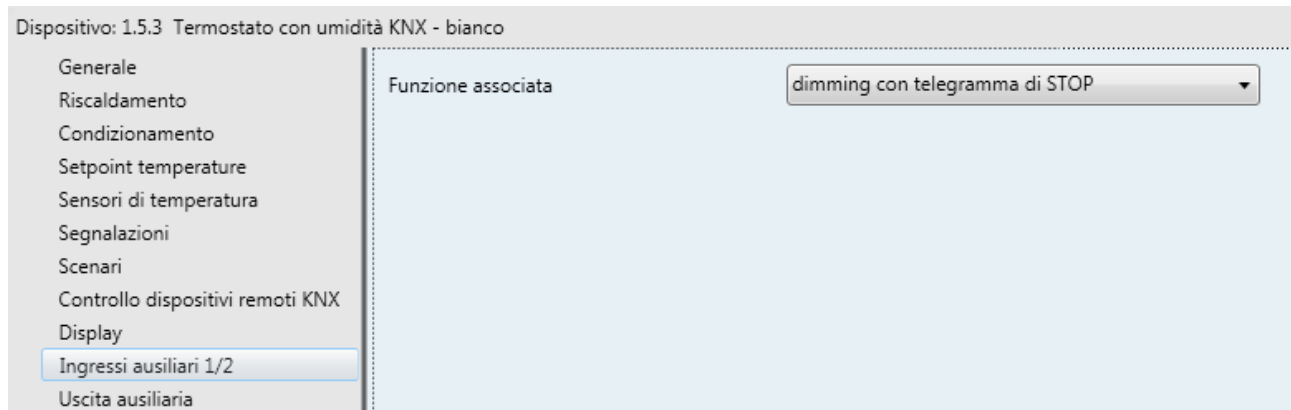 Dispositivo: 1.5.3 Termostato con umidità KNX - bianco
Generale
Riscaldamento
Condizionamento
Setpoint temperature
Sensori di temperatura
Segnalazioni
Scenari
Controllo dispositivi remoti KNX
Display
Ingressi ausiliari 1/2
Uscita ausiliaria
Funzione associata
dimming con telegramma di STOP